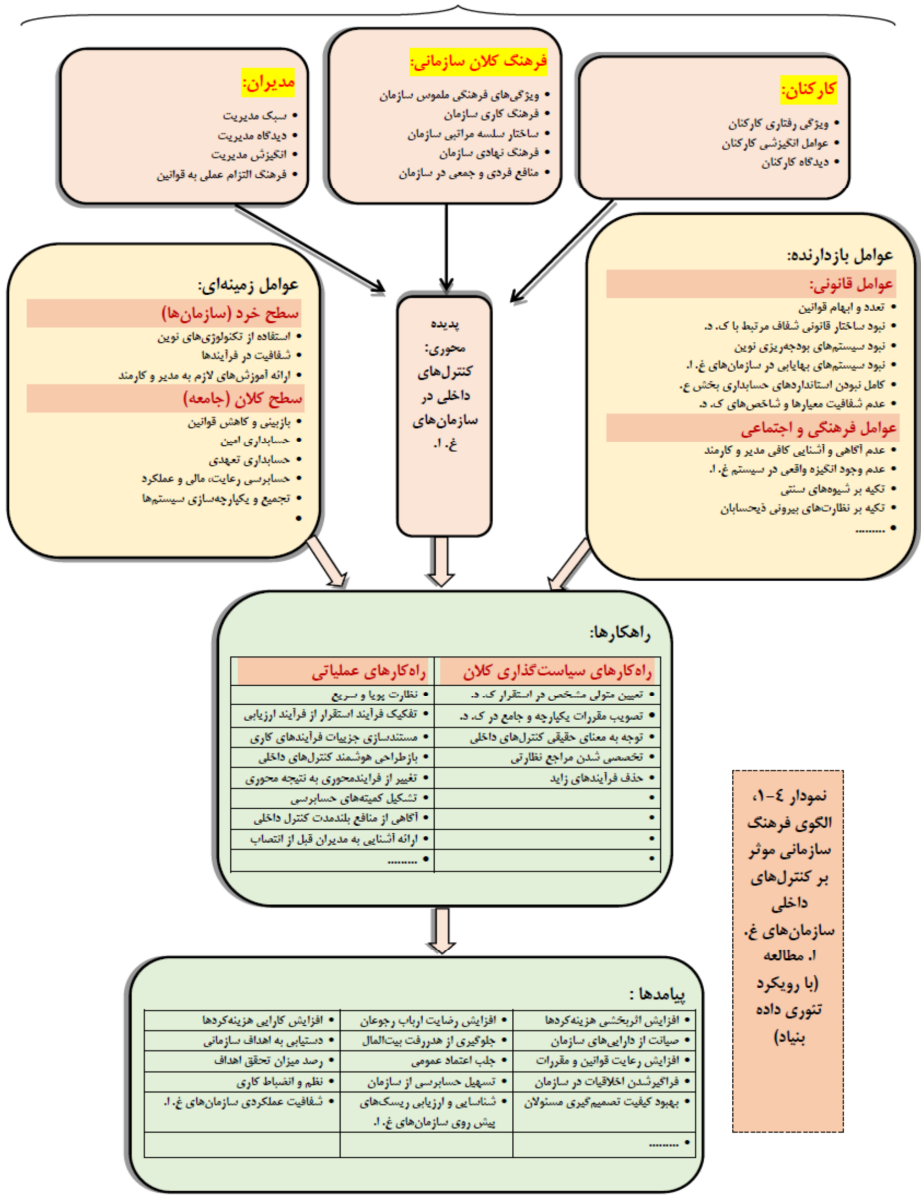 کارکنان:
• ویژگی رفتاری کارکنان
• عوامل انگیزشی کارکنان
• دیدگاه کارکنان
فرهنگ کلان سازمانی:
• ویژگی‌های فرهنگی ملموس سازمان
• فرهنگ کاری سازمان
• ساختار سلسه مراتبی سازمان
• فرهنگ نهادی سازمان
• منافع فردی و جمعی در سازمان
مدیران:
• سبک مدیریت
• دیدگاه مدیریت
• انگیزش مدیریت
• فرهنگ التزام عملی به قوانین
عوامل بازدارنده:
عوامل قانونی:
• تعدد و ابهام قوانین
• نبود ساختار قانونی شفاف مرتبط با ک. د.
• نبود سیستم‌های بودجه‌ریزی نوین
• نبود سیستم‌های بهایابی در سازمان‌های غ. ا.
• کامل نبودن استانداردهای حسابداری بخش ع.
• عدم شفافیت معیارها و شاخص‌های ک. د.
عوامل فرهنگی و اجتماعی
• عدم آگاهی و آشنایی کافی مدیر و کارمند
• عدم وجود انگیزه واقعی در سیستم غ. ا.
• تکیه بر شیوه‌های سنتی
• تکیه بر نظارت‌های بیرونی ذیحسابان
• .........
پدیده
محوری:
کنترل‌های
داخلی در
سازمان‌های
غ. ا.
عوامل زمینه‌ای:
سطح خرد (سازمان‌ها)
• استفاده از تکنولوژی‌های نوین
• شفافیت در فرآیندها
• ارائه آموزش‌های لازم به مدیر و کارمند
سطح کلان (جامعه)
• بازبینی و کاهش قوانین
• حسابداری امین
• حسابداری تعهدی
• حسابرسی رعایت، مالی و عملکرد
• تجمیع و یکپارچه‌سازی سیستم‌ها
•
راهکارها:
راه‌کارهای سیاست‌گذاری کلان
• تعیین متولی مشخص در استقرار ک. د.
• تصویب مقررات یکپارچه و جامع در ک. د.
• توجه به معنای حقیقی کنترل‌های داخلی
• تخصصی شدن مراجع نظارتی
• حذف فرآیندهای زاید
•
•
•
•
راه‌کارهای عملیاتی
• نظارت پویا و سریع
• تفکیک فرآیند استقرار از فرآیند ارزیابی
• مستندسازی جزییات فرآیندهای کاری
• بازطراحی هوشمند کنترل‌های داخلی
• تغییر از فرایندمحوری به نتیجه محوری
• تشکیل کمیته‌های حسابرسی
• آگاهی از منافع بلندمدت کنترل داخلی
• ارائه آشنایی به مدیران قبل از انتصاب
• .........
نمودار ٤-١،
الگوی فرهنگ
سازمانی موثر
بر کنترل‌های
داخلی
سازمان‌های غ.
ا. مطالعه
(با رویکرد
تئوری داده
بنیاد)
پیامدها :
• افزایش اثربخشی هزینه‌کردها
• صیانت از دارایی‌های سازمان
• افزایش رعایت قوانین و مقررات
• فراگیرشدن اخلاقیات در سازمان
• بهبود کیفیت تصمیم‌گیری مسئولان
• .........
• افزایش رضایت ارباب رجوعان
• جلوگیری از هدررفت بیت‌المال
• جلب اعتماد عمومی
• تسهیل حسابرسی از سازمان
• شناسایی و ارزیابی ریسک‌های
پیش روی سازمان‌های غ. ا.
• افزایش کارایی هزینه‌کردها
• دستیابی به اهداف سازمانی
• رصد میزان تحقق اهداف
• نظم و انضباط کاری
• شفافیت عملکردی سازمان‌های غ. ا.